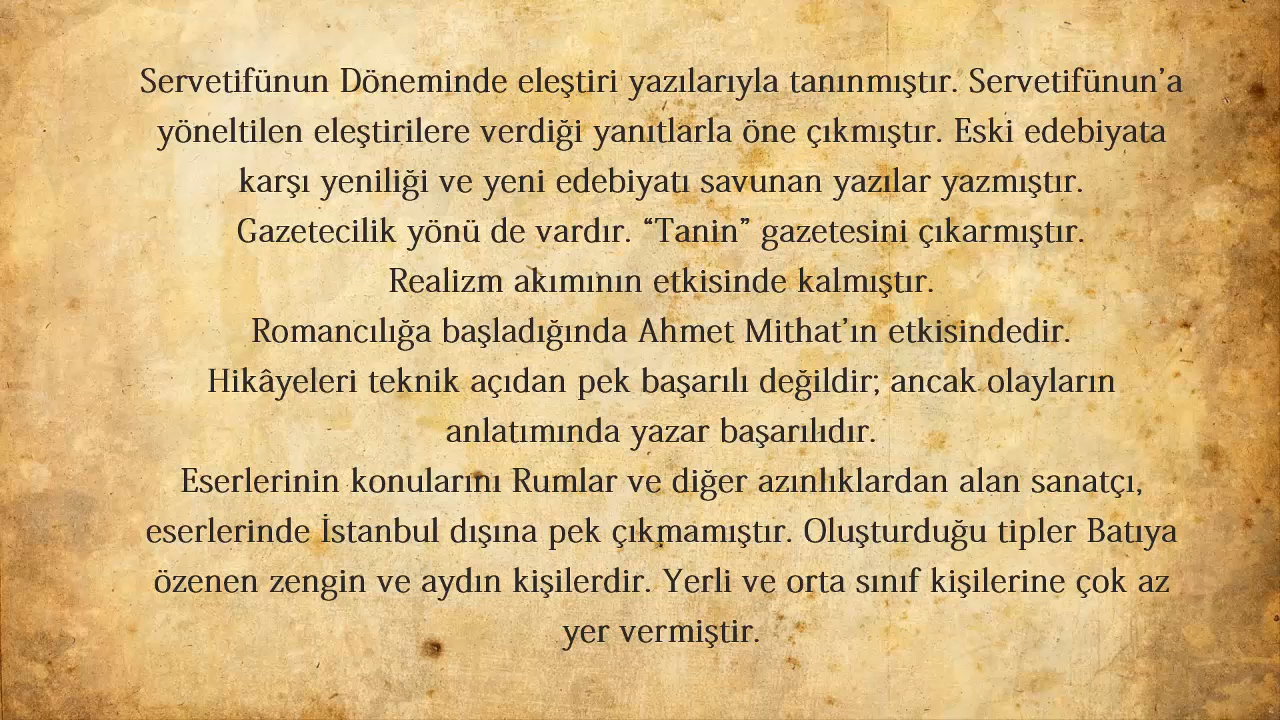 Servetifünun Döneminde eleştiri yazılarıyla tanınmıştır. Servetifünun’a
yöneltilen eleştirilere verdiği yanıtlarla öne çıkmıştır. Eski edebiyata
karşı yeniliği ve yeni edebiyatı savunan yazılar yazmıştır.
Gazetecilik yönü de vardır. “Tanin” gazetesini çıkarmıştır.
Realizm akımının etkisinde kalmıştır.
Romancılığa başladığında Ahmet Mithat’ın etkisindedir.
Hikâyeleri teknik açıdan pek başarılı değildir; ancak olayların
anlatımında yazar başarılıdır.
Eserlerinin konularını Rumlar ve diğer azınlıklardan alan sanatçı,
eserlerinde İstanbul dışına pek çıkmamıştır. Oluşturduğu tipler Batıya
özenen zengin ve aydın kişilerdir. Yerli ve orta sınıf kişilerine çok az
yer vermiştir.